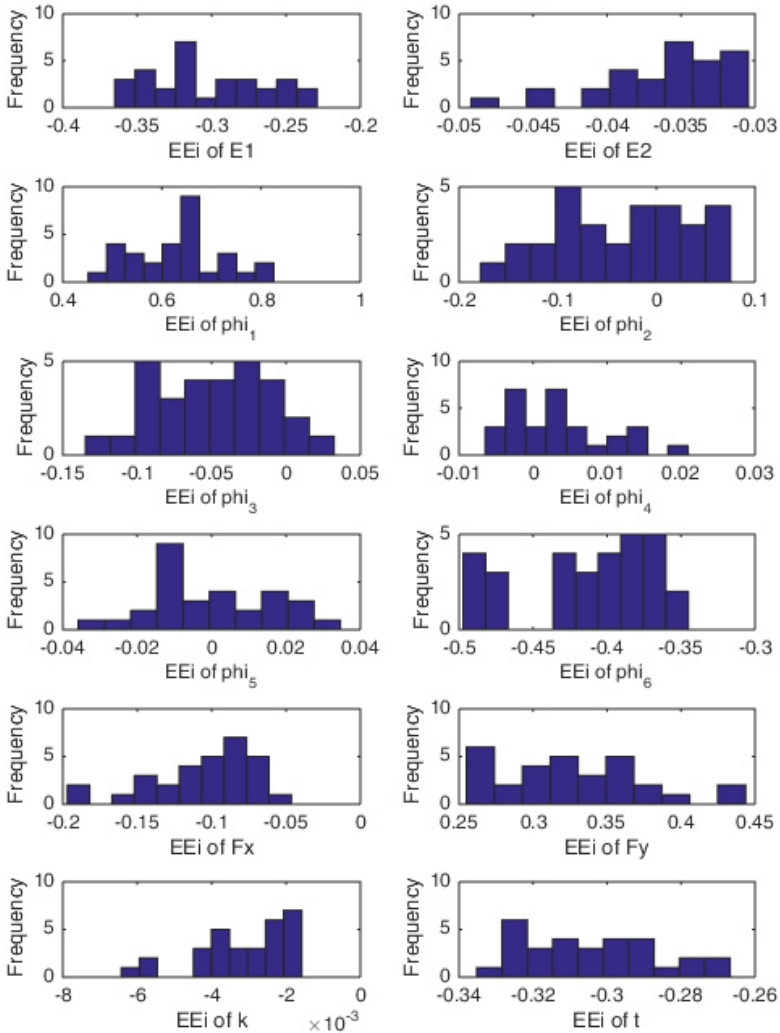 Frequency
10
5
0
-0.4 -0.35 -0.3 -0.25 -0.2
EEi of E1
Frequency
10
5
0
-0.05 -0.045 -0.04 -0.035 -0.03
EEi of E2
Frequency
10
5
0
0.4 0.6 0.8 1
EEi of phi1
Frequency
5
0
-0.2 -0.1 0 0.1
EEi of phi2
Frequency
5
0
-0.15 -0.1 -0.05 0 0.05
EEi of phi3
Frequency
10
5
0
-0.01 0 0.01 0.02 0.03
EEi of phi4
Frequency
10
5
0
-0.04 -0.02 0 0.02 0.04
EEi of phi5
Frequency
5
0
-0.5 -0.45 -0.4 -0.35 -0.3
EEi of phi6
Frequency
10
5
0
-0.2 -0.15 -0.1 -0.05 0
EEi of Fx
Frequency
10
5
0
0.25 0.3 0.35 0.4 0.45
EEi of Fy
Frequency
10
5
0
-8 -6 -4 -2 0
EEi of k ×10-3
Frequency
10
5
0
-0.34 -0.32 -0.3 -0.28 -0.26
EEi of t